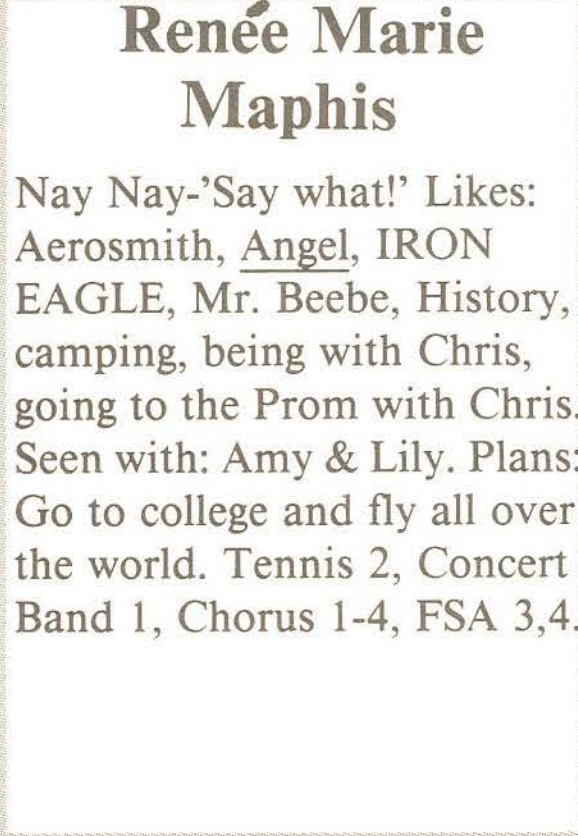 Renée Marie
Maphis
Nay Nay-'Say what!' Likes:
Aerosmith, Angel, IRON
EAGLE, Mr. Beebe, History,
camping, being with Chris,
going to the Prom with Chris.
Seen with: Amy & Lily. Plans:
Go to college and fly all over
the world. Tennis 2, Concert
Band 1, Chorus 1-4, FSA 3,4.